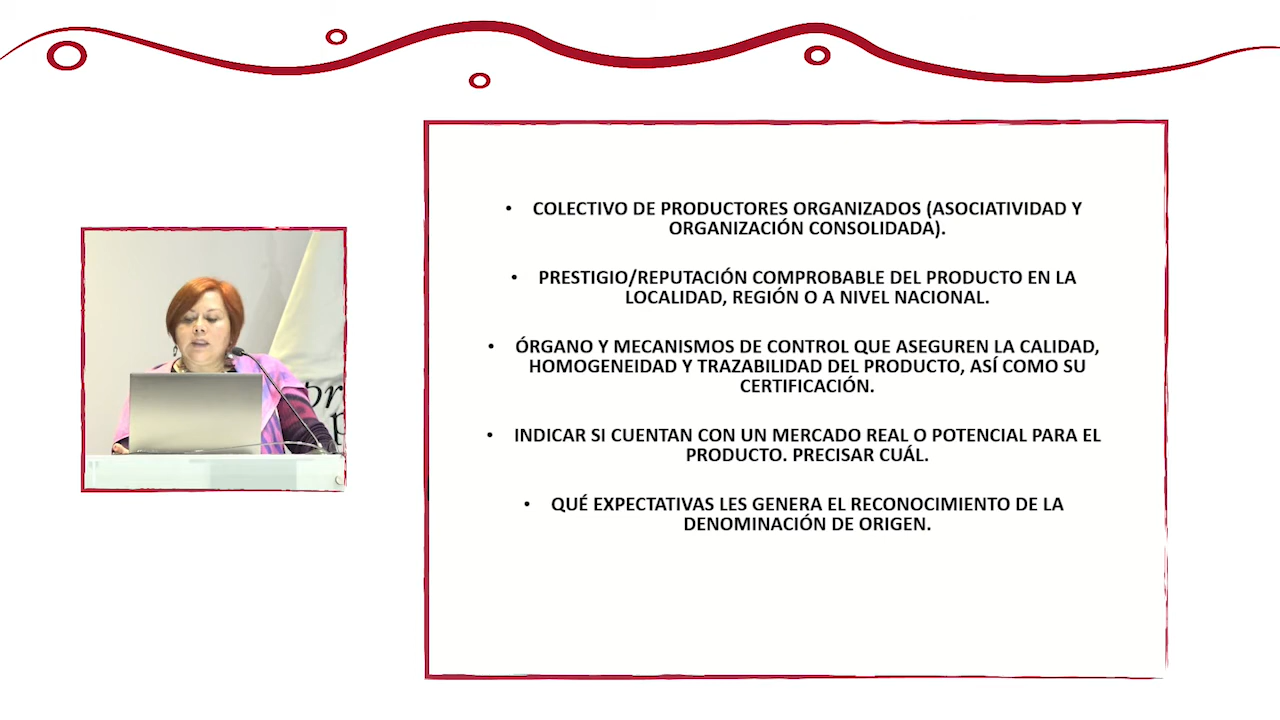 • COLECTIVO DE PRODUCTORES ORGANIZADOS (ASOCIATIVIDAD Y
ORGANIZACIÓN CONSOLIDADA).
• PRESTIGIO/REPUTACIÓN COMPROBABLE DEL PRODUCTO EN LA
LOCALIDAD, REGIÓN O A NIVEL NACIONAL.
• ÓRGANO Y MECANISMOS DE CONTROL QUE ASEGUREN LA CALIDAD,
HOMOGENEIDAD Y TRAZABILIDAD DEL PRODUCTO, ASÍ COMO SU
CERTIFICACIÓN.
• INDICAR SI CUENTAN CON UN MERCADO REAL O POTENCIAL PARA EL
PRODUCTO. PRECISAR CUÁL.
• QUÉ EXPECTATIVAS LES GENERA EL RECONOCIMIENTO DE LA
DENOMINACIÓN DE ORIGEN.